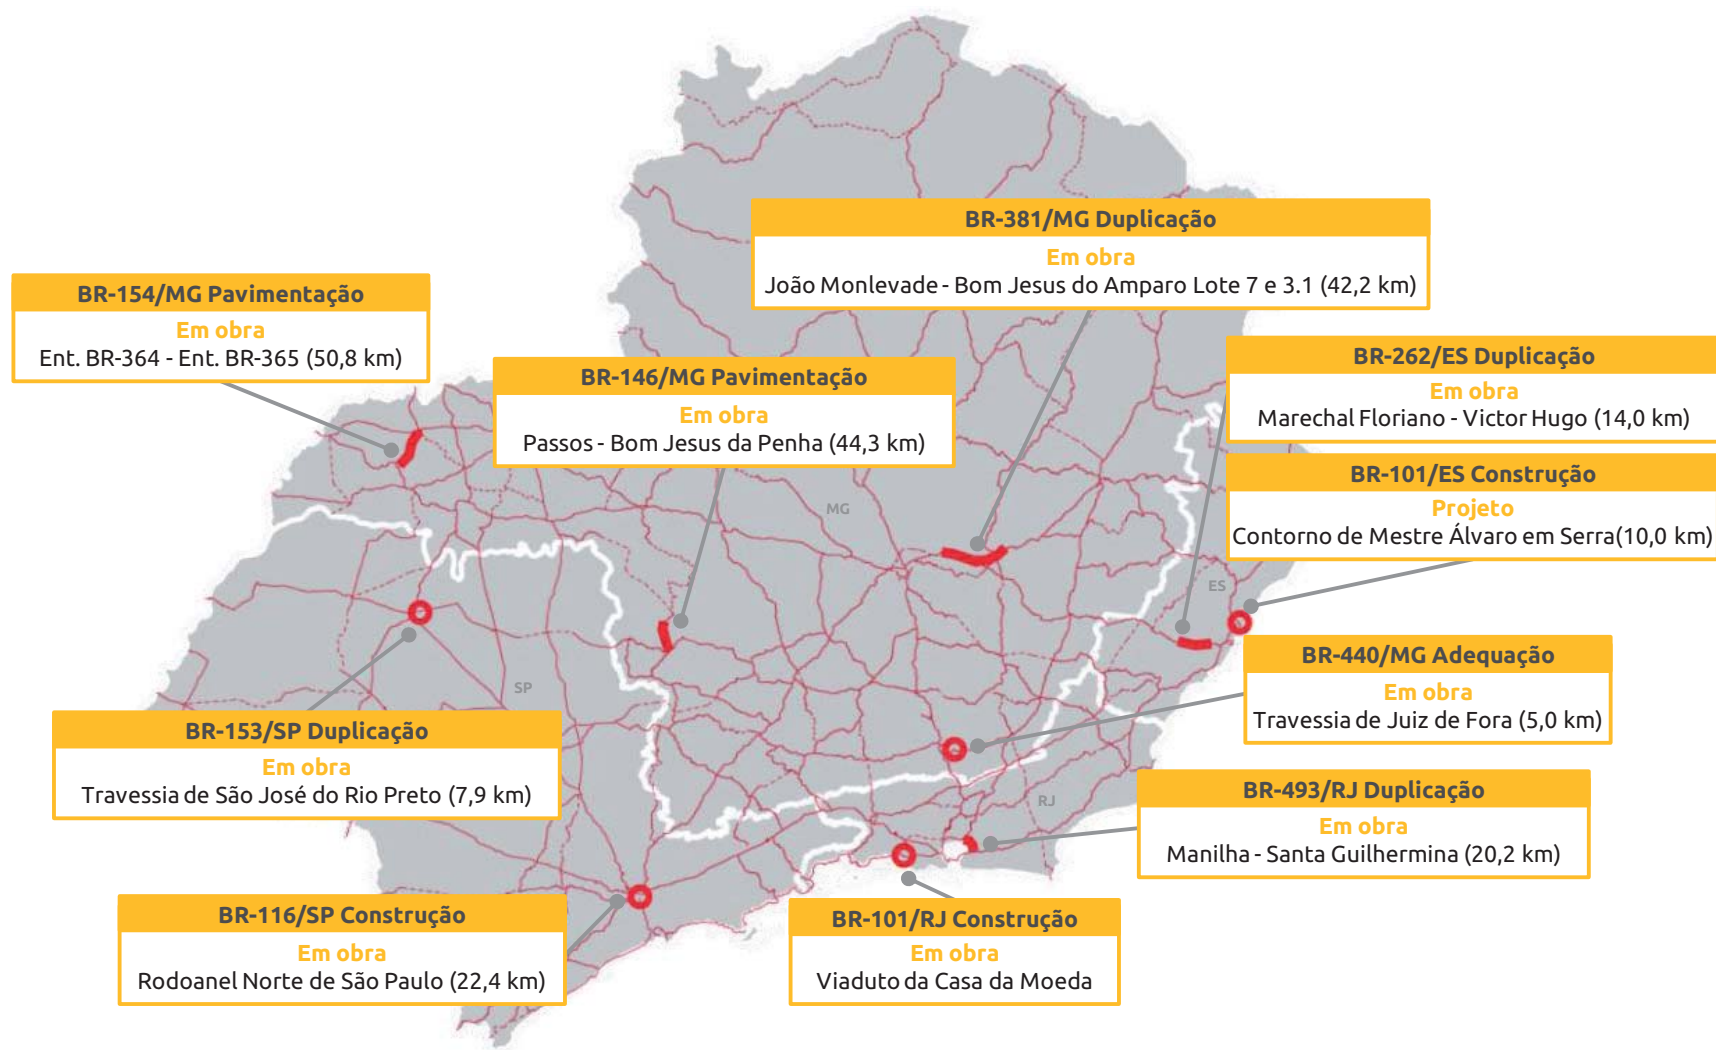 BR-381/MG Duplicação
Em obra
João Monlevade - Bom Jesus do Amparo Lote 7 e 3.1 (42,2 km)
BR-154/MG Pavimentação
Em obra
Ent. BR-364 - Ent. BR-365 (50,8 km)
BR-146/MG Pavimentação
Em obra
Passos - Bom Jesus da Penha (44,3 km)
BR-262/ES Duplicação
Em obra
Marechal Floriano - Victor Hugo (14,0 km)
BR-101/ES Construção
Projeto
Contorno de Mestre Álvaro em Serra(10,0 km)
MG
ES
SP
RJ
BR-440/MG Adequação
Em obra
Travessia de Juiz de Fora (5,0 km)
BR-153/SP Duplicação
Em obra
Travessia de São José do Rio Preto (7,9 km)
BR-493/RJ Duplicação
Em obra
Manilha - Santa Guilhermina (20,2 km)
BR-116/SP Construção
Em obra
Rodoanel Norte de São Paulo (22,4 km)
BR-101/RJ Construção
Em obra
Viaduto da Casa da Moeda